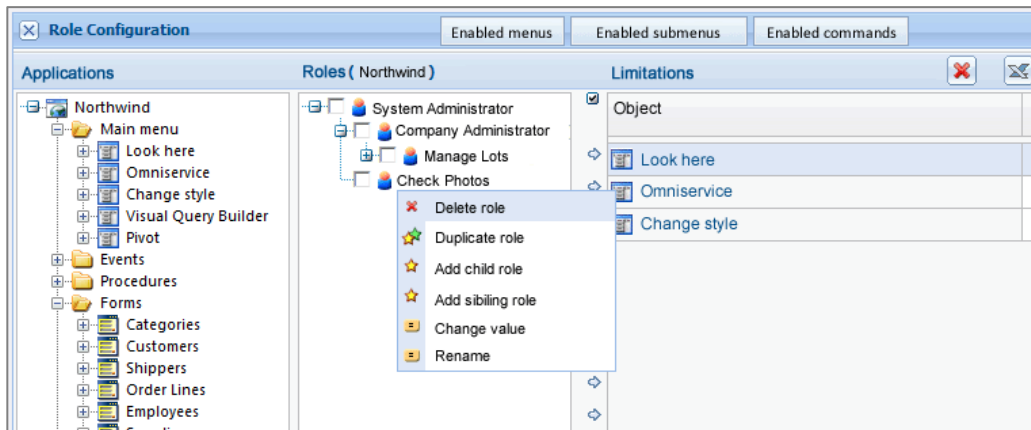 Role Configuration
Enabled menus
Enabled submenus
Enabled commands
Applications
Roles ( Northwind )
Limitations
Northwind
Main menu
Look here
Omniservice
Change style
Visual Query Builder
Pivot
Events
Procedures
Forms
Categories
Customers
Shippers
Order Lines
Employees
System Administrator
Company Administrator
Manage Lots
Check Photos
Delete role
Duplicate role
Add child role
Add sibiling role
Change value
Rename
Object
Look here
Omniservice
Change style